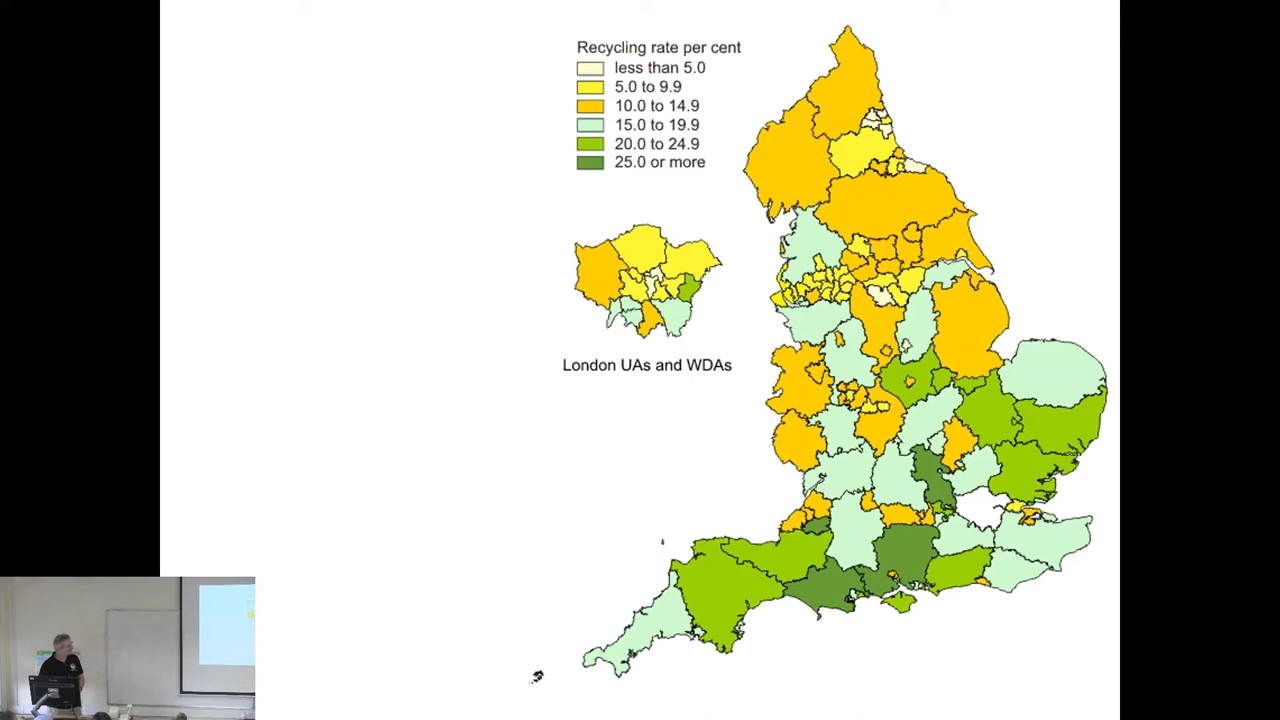 Recycling rate per cent
less than 5.0
5.0 to 9.9
10.0 to 14.9
15.0 to 19.9
20.0 to 24.9
25.0 or more
London UAs and WDAs